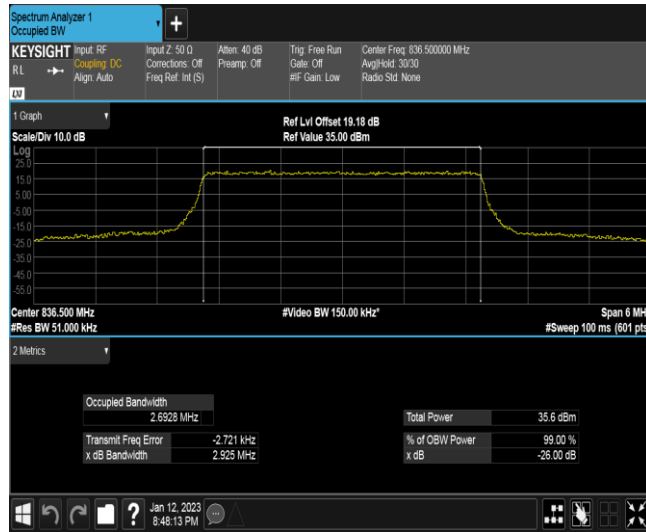 Spectrum Analyzer 1
Occupied BW
+
KEYSIGHT Input: RF Input Z: 50 Ω Atten: 40 dB Trig: Free Run Center Freq: 836.500000 MHz
RL Coupling: DC Corrections: Off Preamp: Off Gate: Off Avg|Hold: 30/30
Align: Auto Freq Ref: Int (S) #IF Gain: Low Radio Std: None
LXI
1 Graph
Ref Lvl Offset 19.18 dB
Scale/Div 10.0 dB Ref Value 35.00 dBm
Log
25.0
15.0
5.00
-5.00
-15.0
-25.0
-35.0
-45.0
-55.0
Center 836.500 MHz #Video BW 150.00 kHz* Span 6 MH
#Res BW 51.000 kHz #Sweep 100 ms (601 pts
2 Metrics
Occupied Bandwidth
2.6928 MHz Total Power 35.6 dBm
Transmit Freq Error -2.721 kHz % of OBW Power 99.00 %
x dB Bandwidth 2.925 MHz x dB -26.00 dB
? Jan 12, 2023
8:48:13 PM